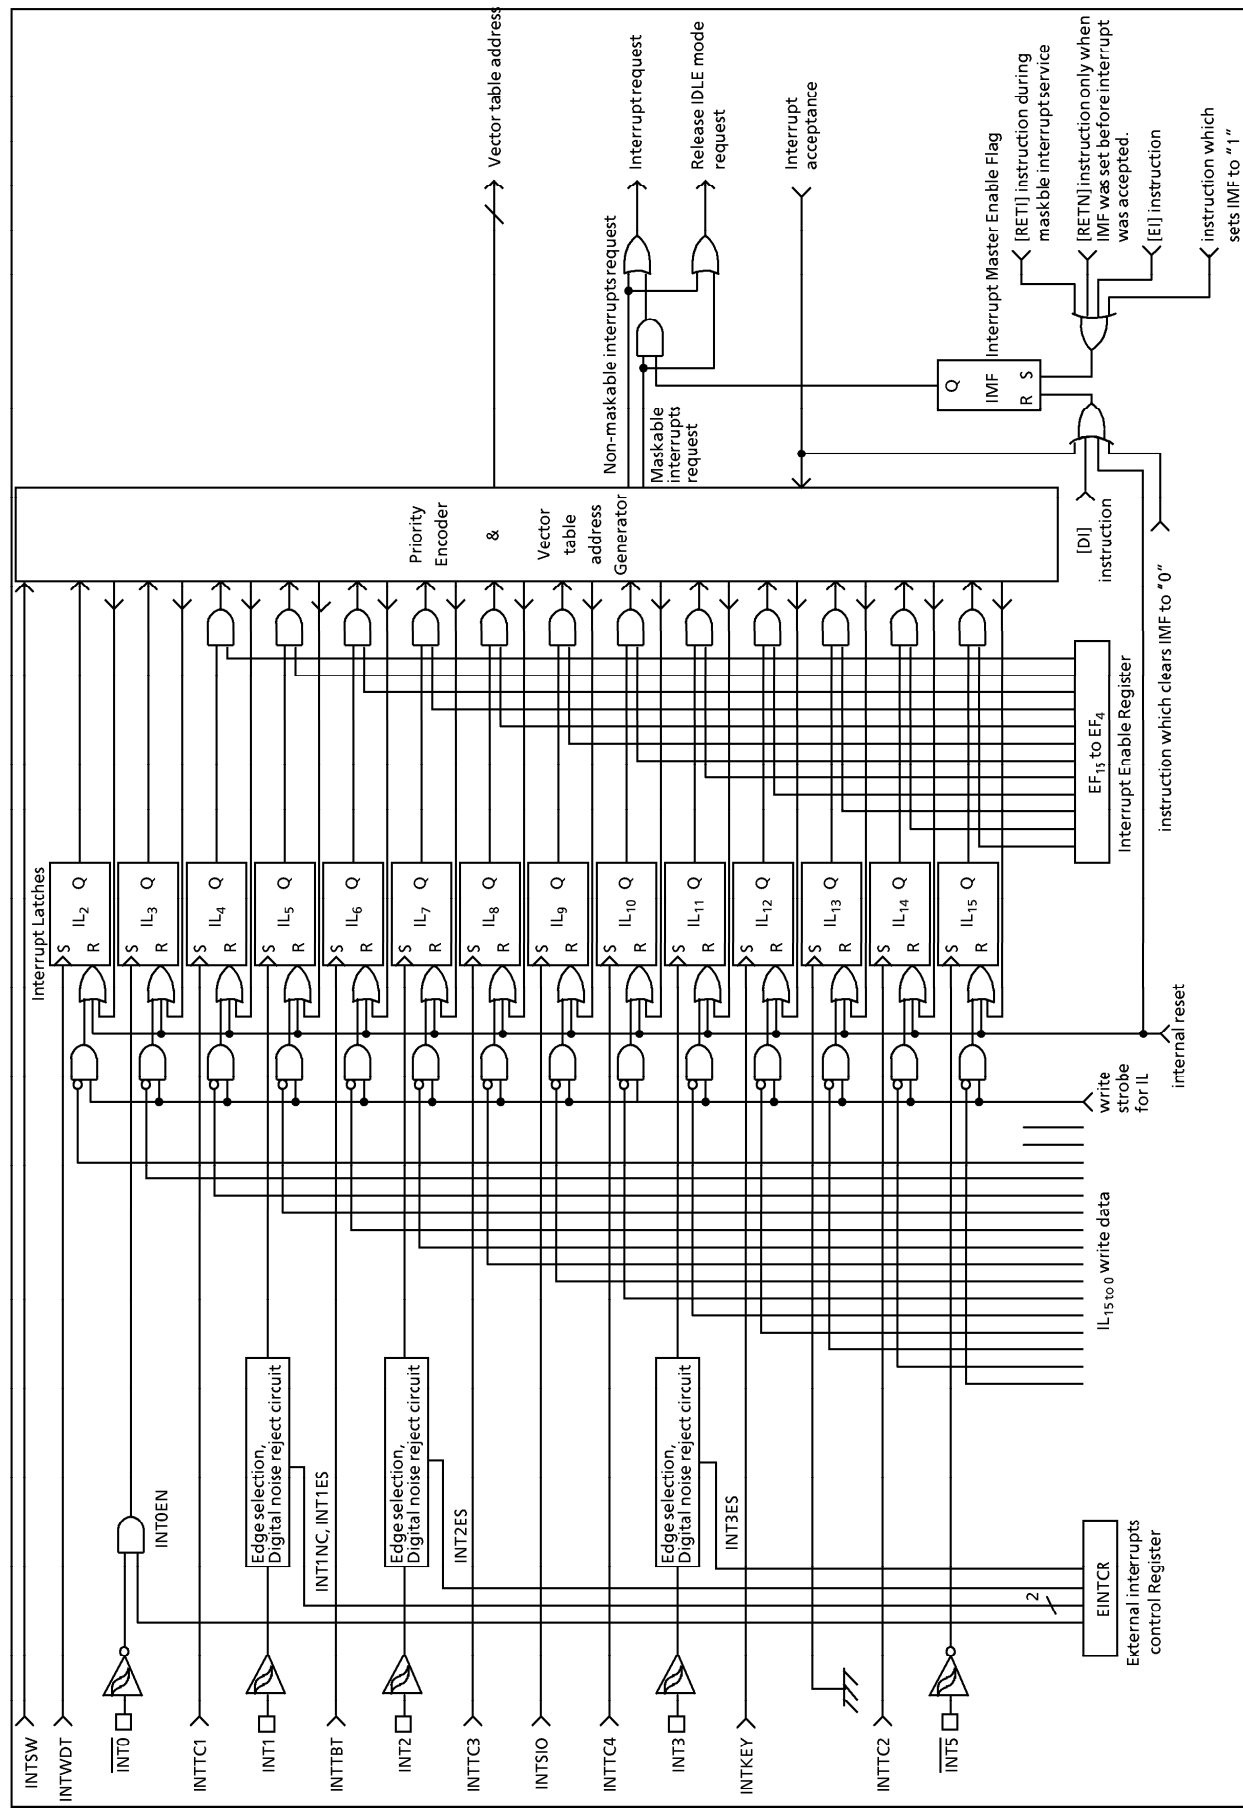 INTSW
INTWDT
INT0
INTTC1
INT1
INTTBT
INT2
INTTC3
INTSIO
INTTC4
INT3
INTKEY
INTTC2
INT5
INT0EN
Edge selection,
Digital noise reject circuit
INT1NC, INT1ES
Edge selection,
Digital noise reject circuit
INT2ES
Edge selection,
Digital noise reject circuit
INT3ES
2
EINTCR
External interrupts
control Register
IL15 to 0 write data
write
strobe
for IL
internal reset
Interrupt Latches
S
R
IL2
Q
S
R
IL3
Q
S
R
IL4
Q
S
R
IL5
Q
S
R
IL6
Q
S
R
IL7
Q
S
R
IL8
Q
S
R
IL9
Q
S
R
IL10
Q
S
R
IL11
Q
S
R
IL12
Q
S
R
IL13
Q
S
R
IL14
Q
S
R
IL15
Q
EF15 to EF4
Interrupt Enable Register
instruction which clears IMF to "0"
Priority
Encoder
&
Vector
table
address
Generator
[DI]
instruction
Non-maskable interrupts request
Maskable
interrupts
request
Q
IMF
R
S
Interrupt Master Enable Flag
Vector table address
Interrupt request
Release IDLE mode
request
Interrupt
acceptance
[RETI] instruction during
maskble interrupt service
[RETN] instruction only when
IMF was set before interrupt
was accepted.
[EI] instruction
instruction which
sets IMF to "1"